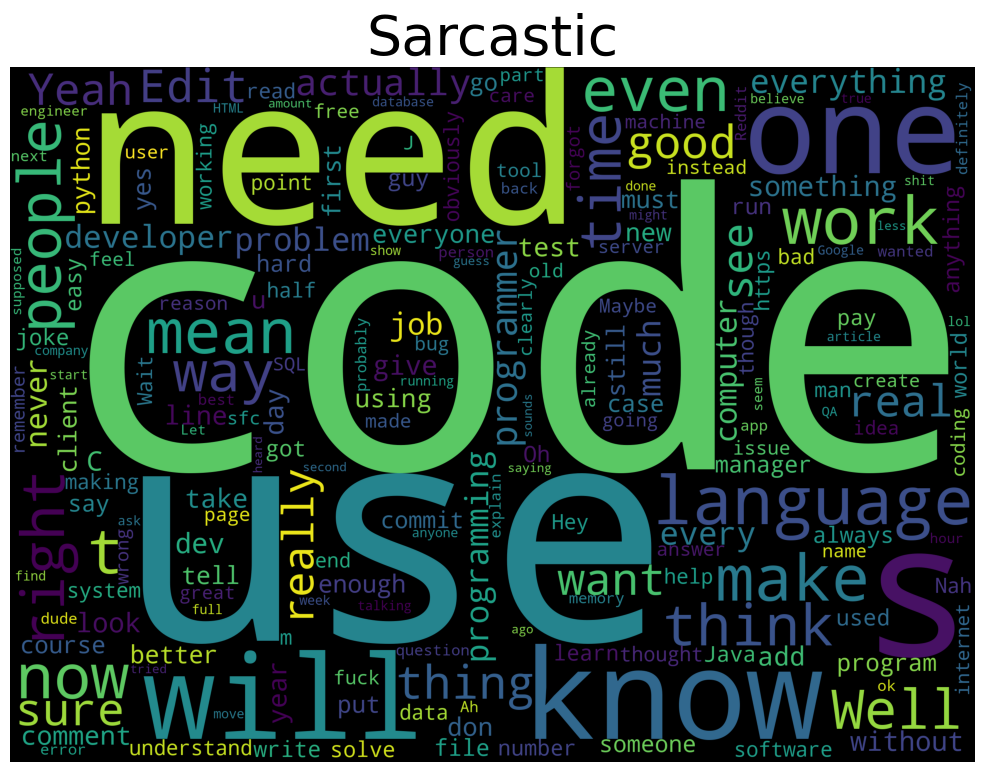 Sarcastic
Yeah Edit read actually go part even everything
engineer HTML amount free database care believe true
need one
people python user working first J guy obviously tool back forgot time machine good Reddit definitely
next yes point instead done might must something shit
developer problem everyone test new server run work less
supposed easy feel hard show person guess old bad Google wanted anything
code
joke reason u half mean job bug programmer clearly Maybe see https though pay lol
company Wait SQL probably give already still much computer article world
remember never start way running using going case man create real
client line best sfc day made sounds app seem QA idea coding
C Let got heard Oh saying issue manager
use
making say right take page really second commit anyone programming explain Hey language
t ask wrong dev tell end answer every always hour
find system great full enough week talking want help memory name make s Nah
dude look m ago think used
course better tried question learn thought Java add program internet
now will year fuck thing know ok
sure move put data Ah don Well
comment error understand write solve file number someone software without